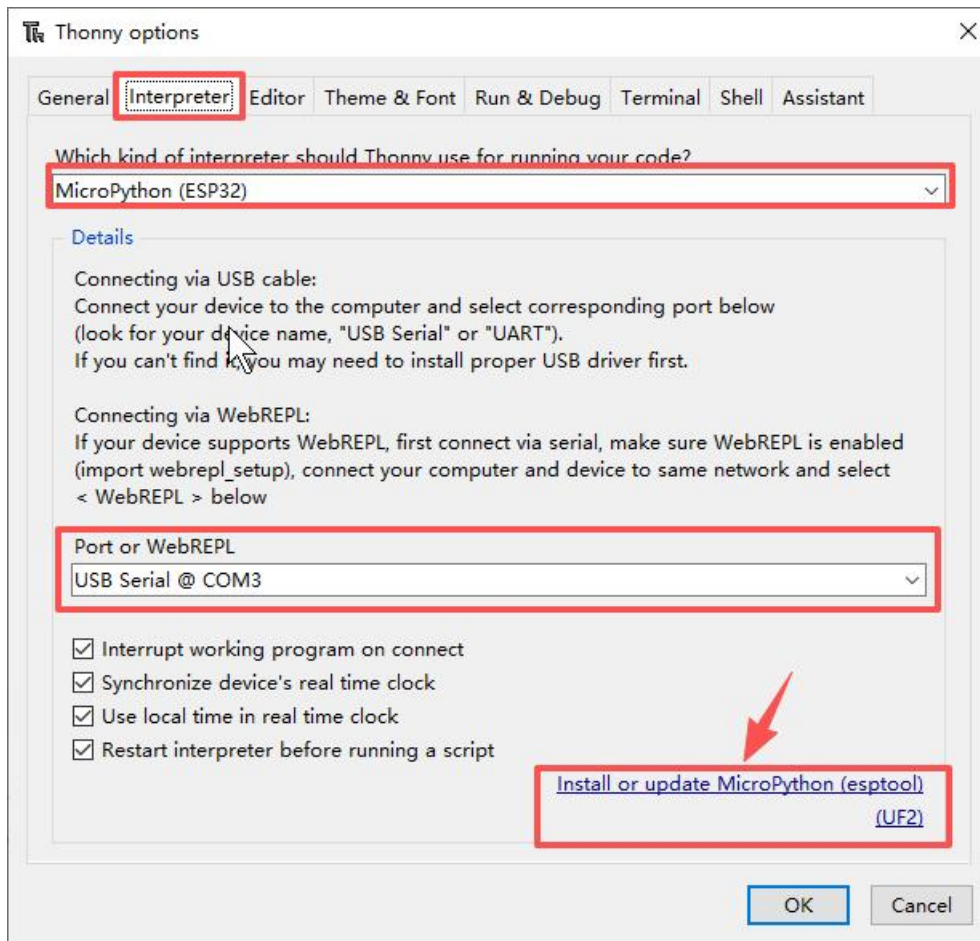 Thonny options
General Interpreter Editor Theme & Font Run & Debug Terminal Shell Assistant
Which kind of interpreter should Thonny use for running your code?
MicroPython (ESP32)
Details
Connecting via USB cable:
Connect your device to the computer and select corresponding port below
(look for your device name, "USB Serial" or "UART").
If you can't find it, you may need to install proper USB driver first.
Connecting via WebREPL:
If your device supports WebREPL, first connect via serial, make sure WebREPL is enabled
(import webrepl_setup), connect your computer and device to same network and select
< WebREPL > below
Port or WebREPL
USB Serial @ COM3
Interrupt working program on connect
Synchronize device's real time clock
Use local time in real time clock
Restart interpreter before running a script
Install or update MicroPython (esptool)
(UF2)
OK Cancel